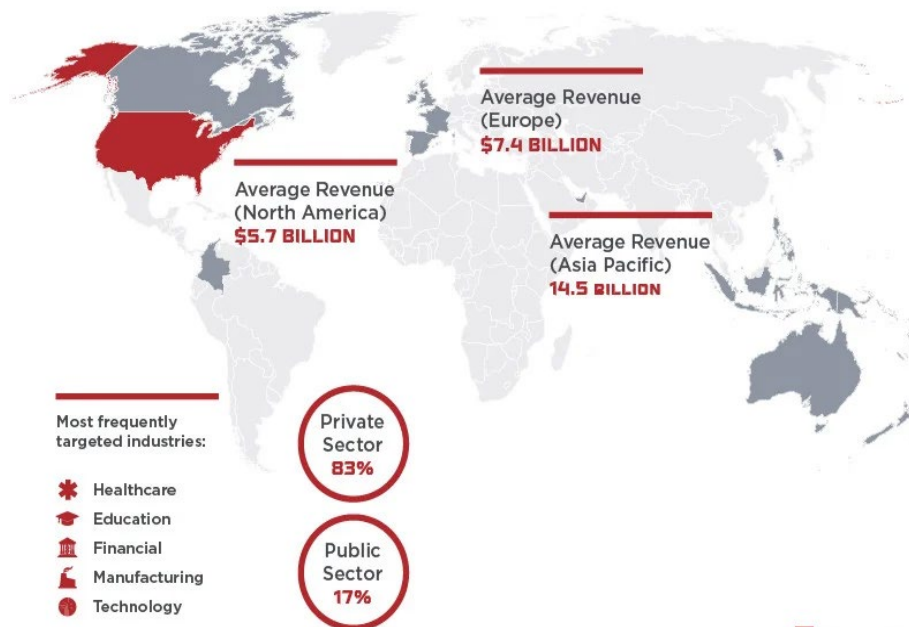 Average Revenue
(Europe)
$7.4 BILLION
Average Revenue
(North America)
$5.7 BILLION
Average Revenue
(Asia Pacific)
14.5 BILLION
Most frequently
targeted industries:
Healthcare
Education
Financial
Manufacturing
Technology
Private
Sector
83%
Public
Sector
17%